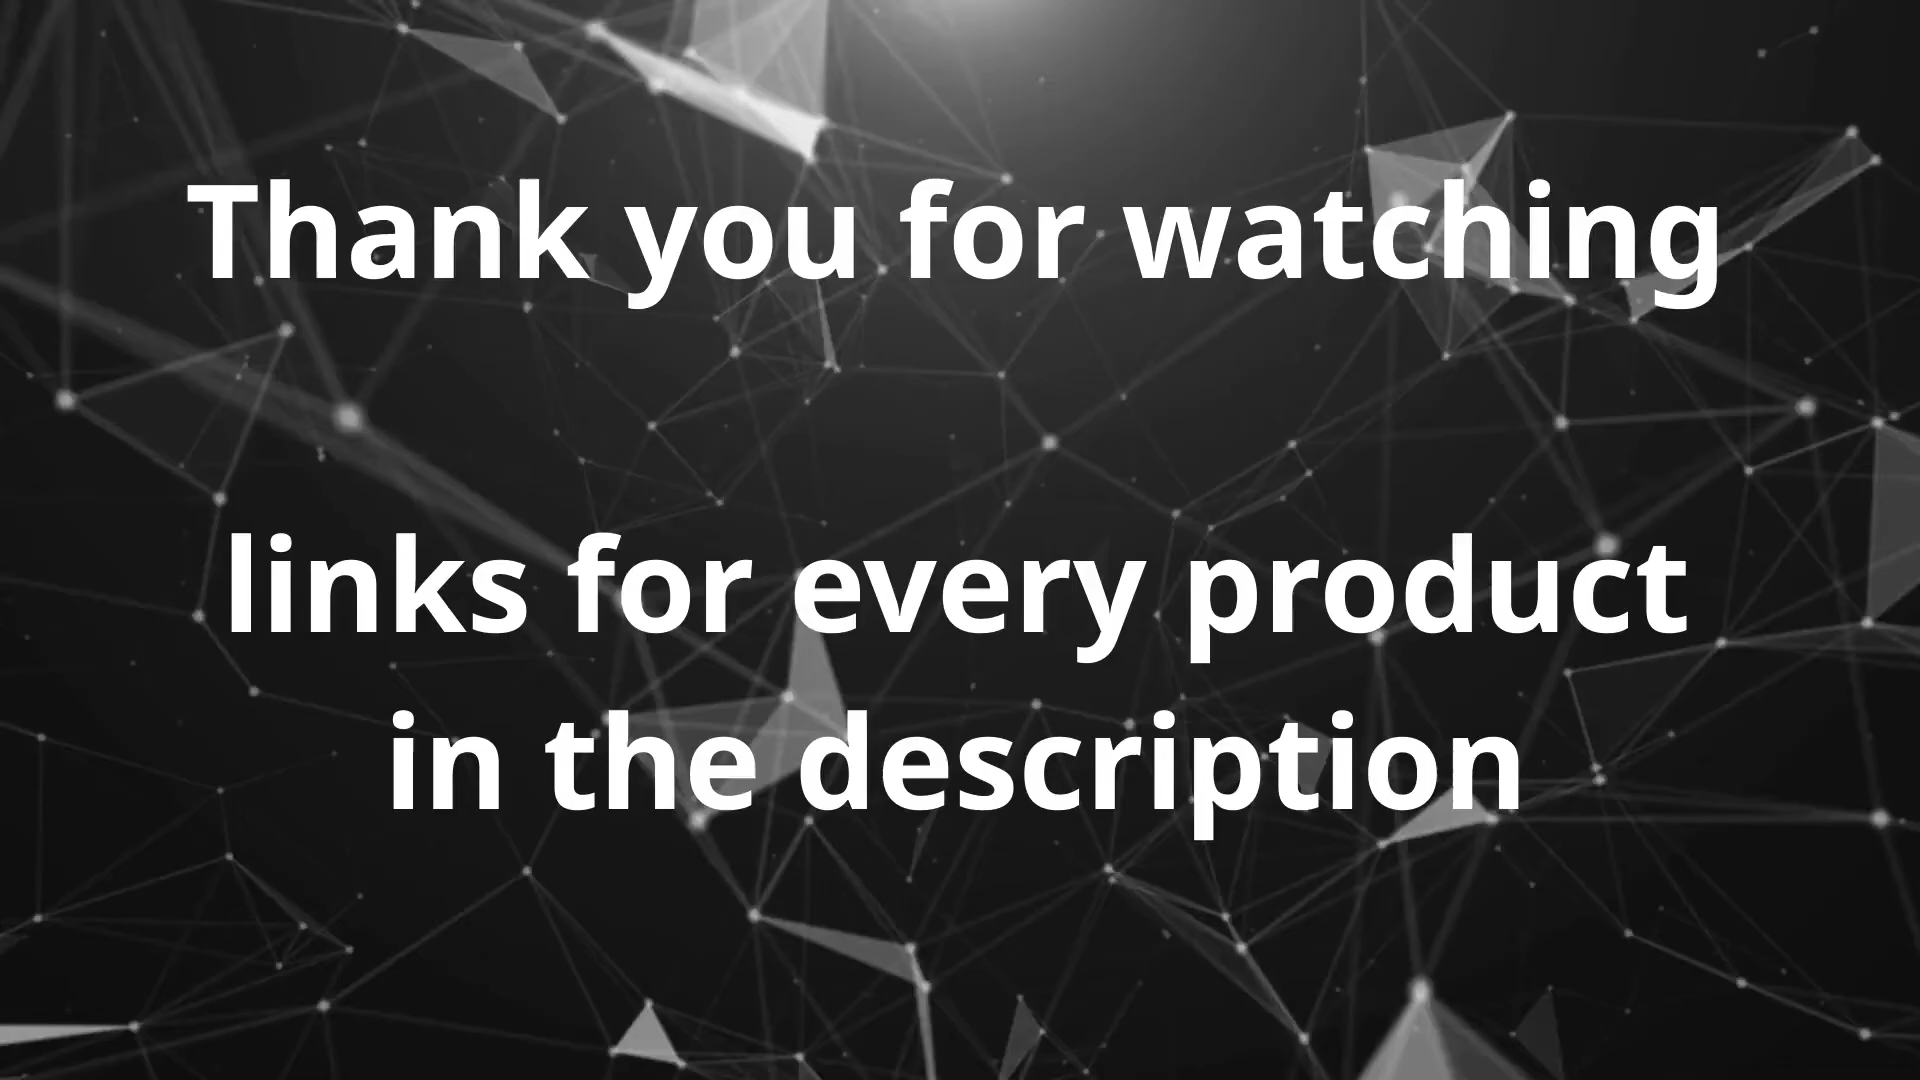 Thank you for watching
links for every product
in the description